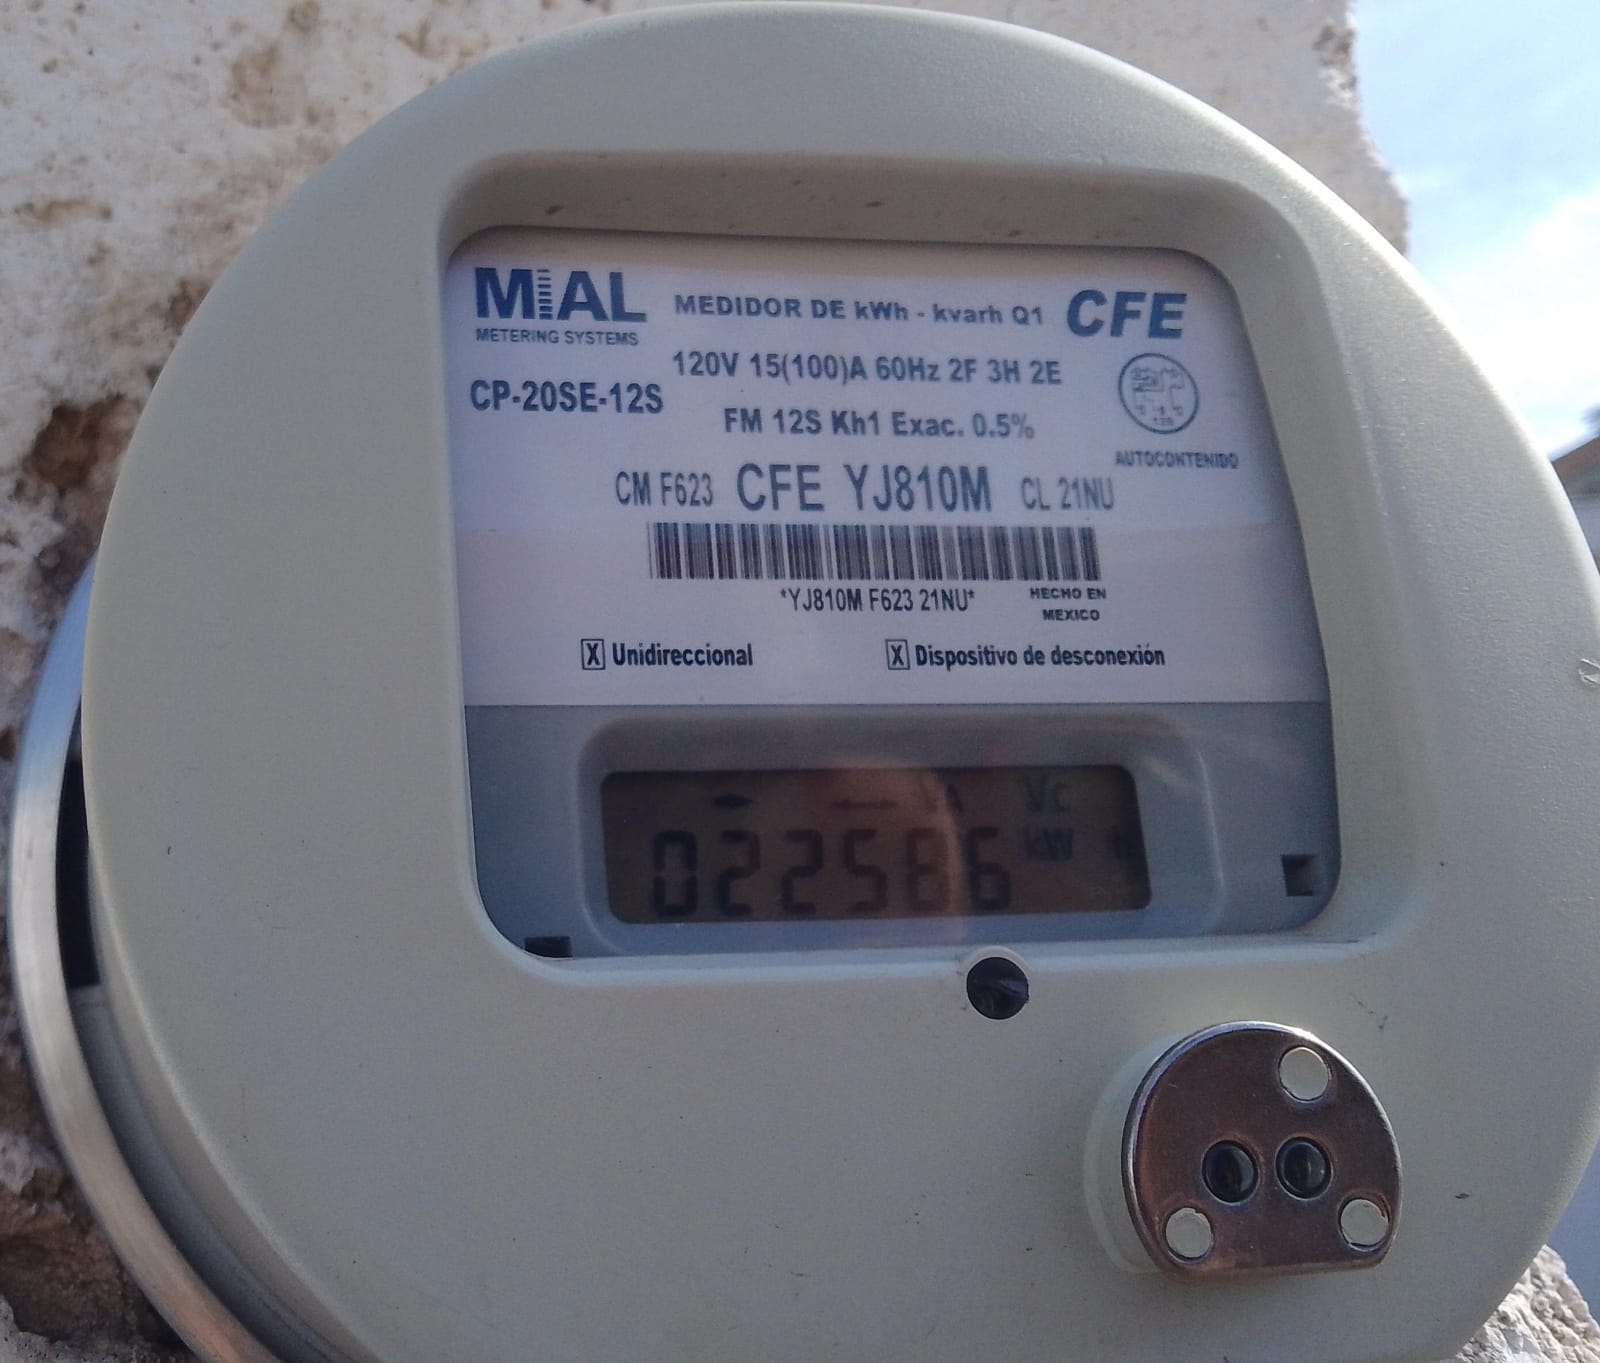 MIAL
METERING SYSTEMS
MEDIDOR DE kWh - kvarh Q1
CFE
CP-20SE-12S
120V 15(100)A 60Hz 2F 3H 2E
FM 12S Kh1 Exac. 0.5%
AUTOCONTENIDO
CM F623 CFE YJ810M CL 21NU
*YJ810M F623 21NU*
HECHO EN
MEXICO
X Unidireccional
X Dispositivo de desconexión
Vc
kW h